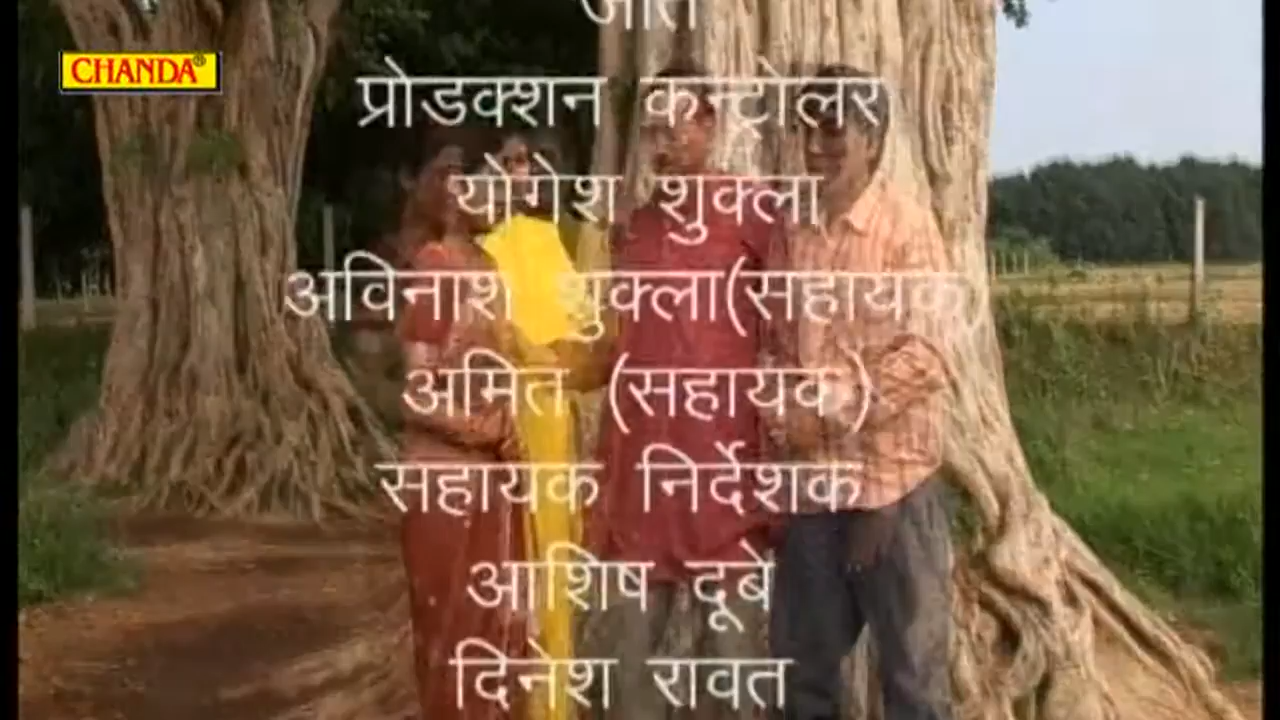 CHANDA®
प्रोडक्शन कन्ट्रोलर
योगेश शुक्ला
अविनाश शुक्ला(सहायक)
अमित (सहायक)
सहायक निर्देशक
आशिष दूबे
दिनेश रावत